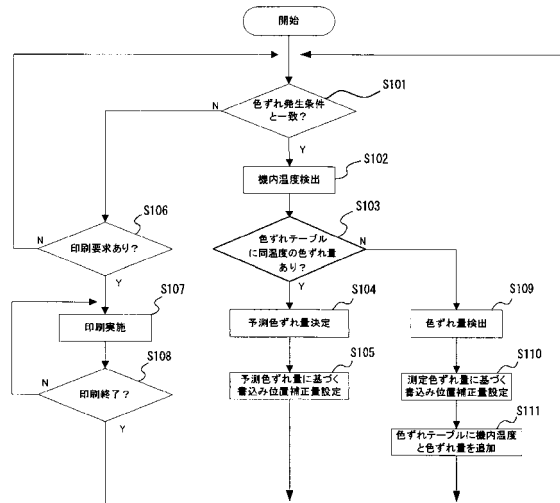 開始
S101
色ずれ発生条件
と一致?
N
Y
S102
機内温度検出
S103
色ずれテーブル
に同温度の色ずれ量
あり?
N
Y
S106
印刷要求あり?
N
Y
S107
印刷実施
S108
印刷終了?
N
Y
S104
予測色ずれ量決定
S105
予測色ずれ量に基づく
書込み位置補正量設定
S109
色ずれ量検出
S110
測定色ずれ量に基づく
書込み位置補正量設定
S111
色ずれテーブルに機内温度
と色ずれ量を追加